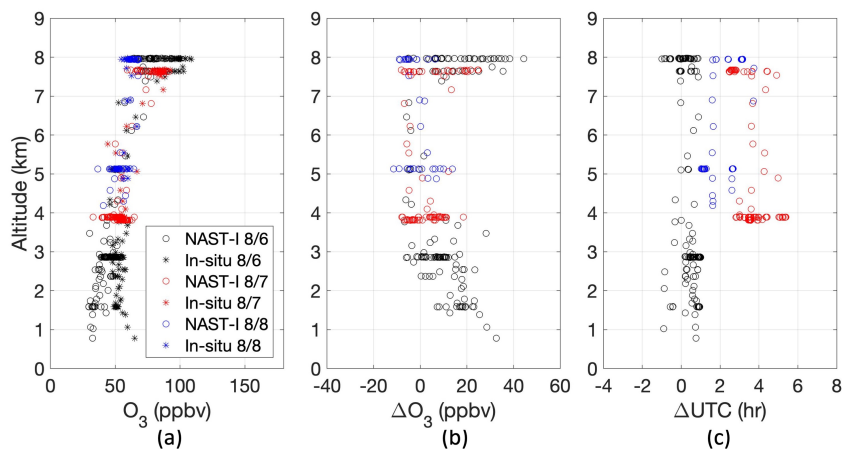 9
8
7
6
5
4
3
2
1
0
Altitude (km)
0 50 100 150
O3 (ppbv)
(a)
NAST-I 8/6
In-situ 8/6
NAST-I 8/7
In-situ 8/7
NAST-I 8/8
In-situ 8/8
9
8
7
6
5
4
3
2
1
0
-40 -20 0 20 40 60
ΔO3 (ppbv)
(b)
9
8
7
6
5
4
3
2
1
0
-4 -2 0 2 4 6 8
ΔUTC (hr)
(c)